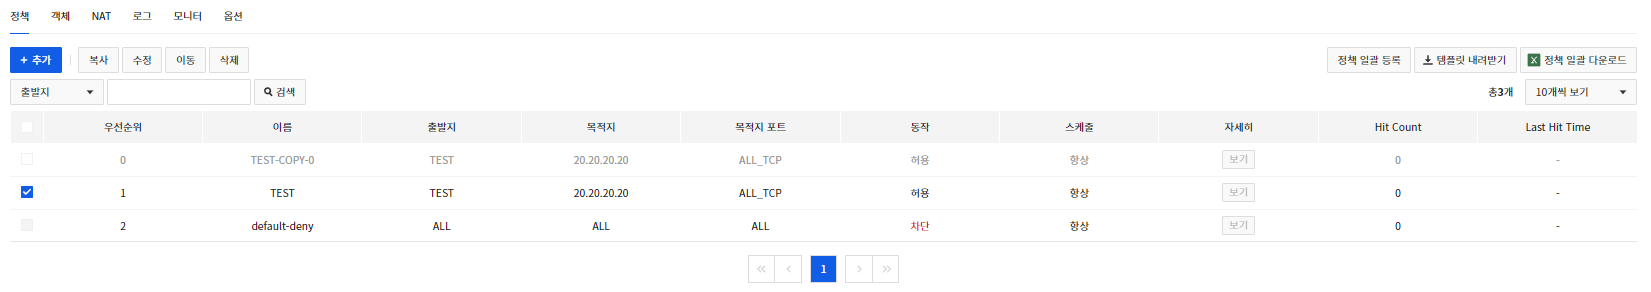 정책 객체 NAT 로그 모니터 옵션
+ 추가 복사 수정 이동 삭제 정책 일괄 등록 템플릿 내려받기 정책 일괄 다운로드
출발지 검색 총3개 10개씩 보기
우선순위 이름 출발지 목적지 목적지 포트 동작 스케줄 자세히 Hit Count Last Hit Time
0 TEST-COPY-0 TEST 20.20.20.20 ALL_TCP 허용 항상 보기 0 -
1 TEST TEST 20.20.20.20 ALL_TCP 허용 항상 보기 0 -
2 default-deny ALL ALL ALL 차단 항상 보기 0 -
1